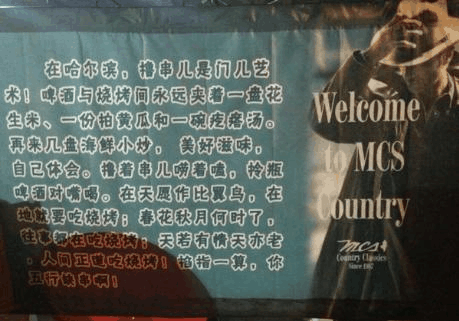 在哈尔滨，撸串儿是门儿艺
术！啤酒与烧烤间永远夹着一盘花
生米、一份拍黄瓜和一碗疙瘩汤。
再来几盘海鲜小炒， 美好滋味，
自己体会。撸着串儿唠着嗑，拎瓶
啤酒对嘴喝。在天愿作比翼鸟，在
地就要吃烧烤；春花秋月何时了，
往事都在吃烧烤；天若有情天亦老
，人间正道吃烧烤！掐指一算，你
五行缺串啊！
Welcome
to MCS
Country
mcs
Country Classics
Since 1987